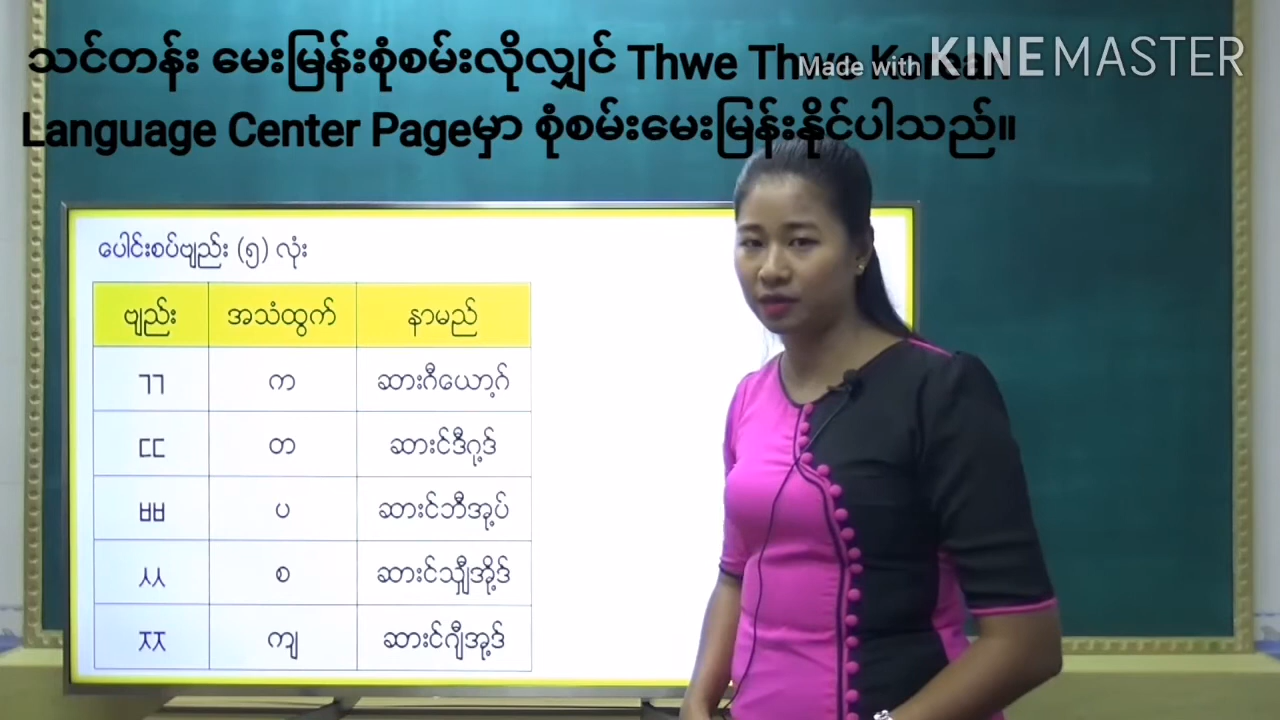 သင်တန်း မေးမြန်းစုံစမ်းလိုလျှင် Thwe Thwe Korean
Made with KINEMASTER
Language Center Pageမှာ စုံစမ်းမေးမြန်းနိုင်ပါသည်။
ပေါင်းစပ်ဗျည်း (၅) လုံး
ဗျည်း အသံထွက် နာမည်
ㄲ က ဆားဂီယော့ဂ်
ㄸ တ ဆားင်ဒီဂု့ဒ်
ㅃ ပ ဆားင်ဘီအု့ပ်
ㅆ စ ဆားင်သျှီအို့ဒ်
ㅉ ကျ ဆားင်ဂျီအု့ဒ်